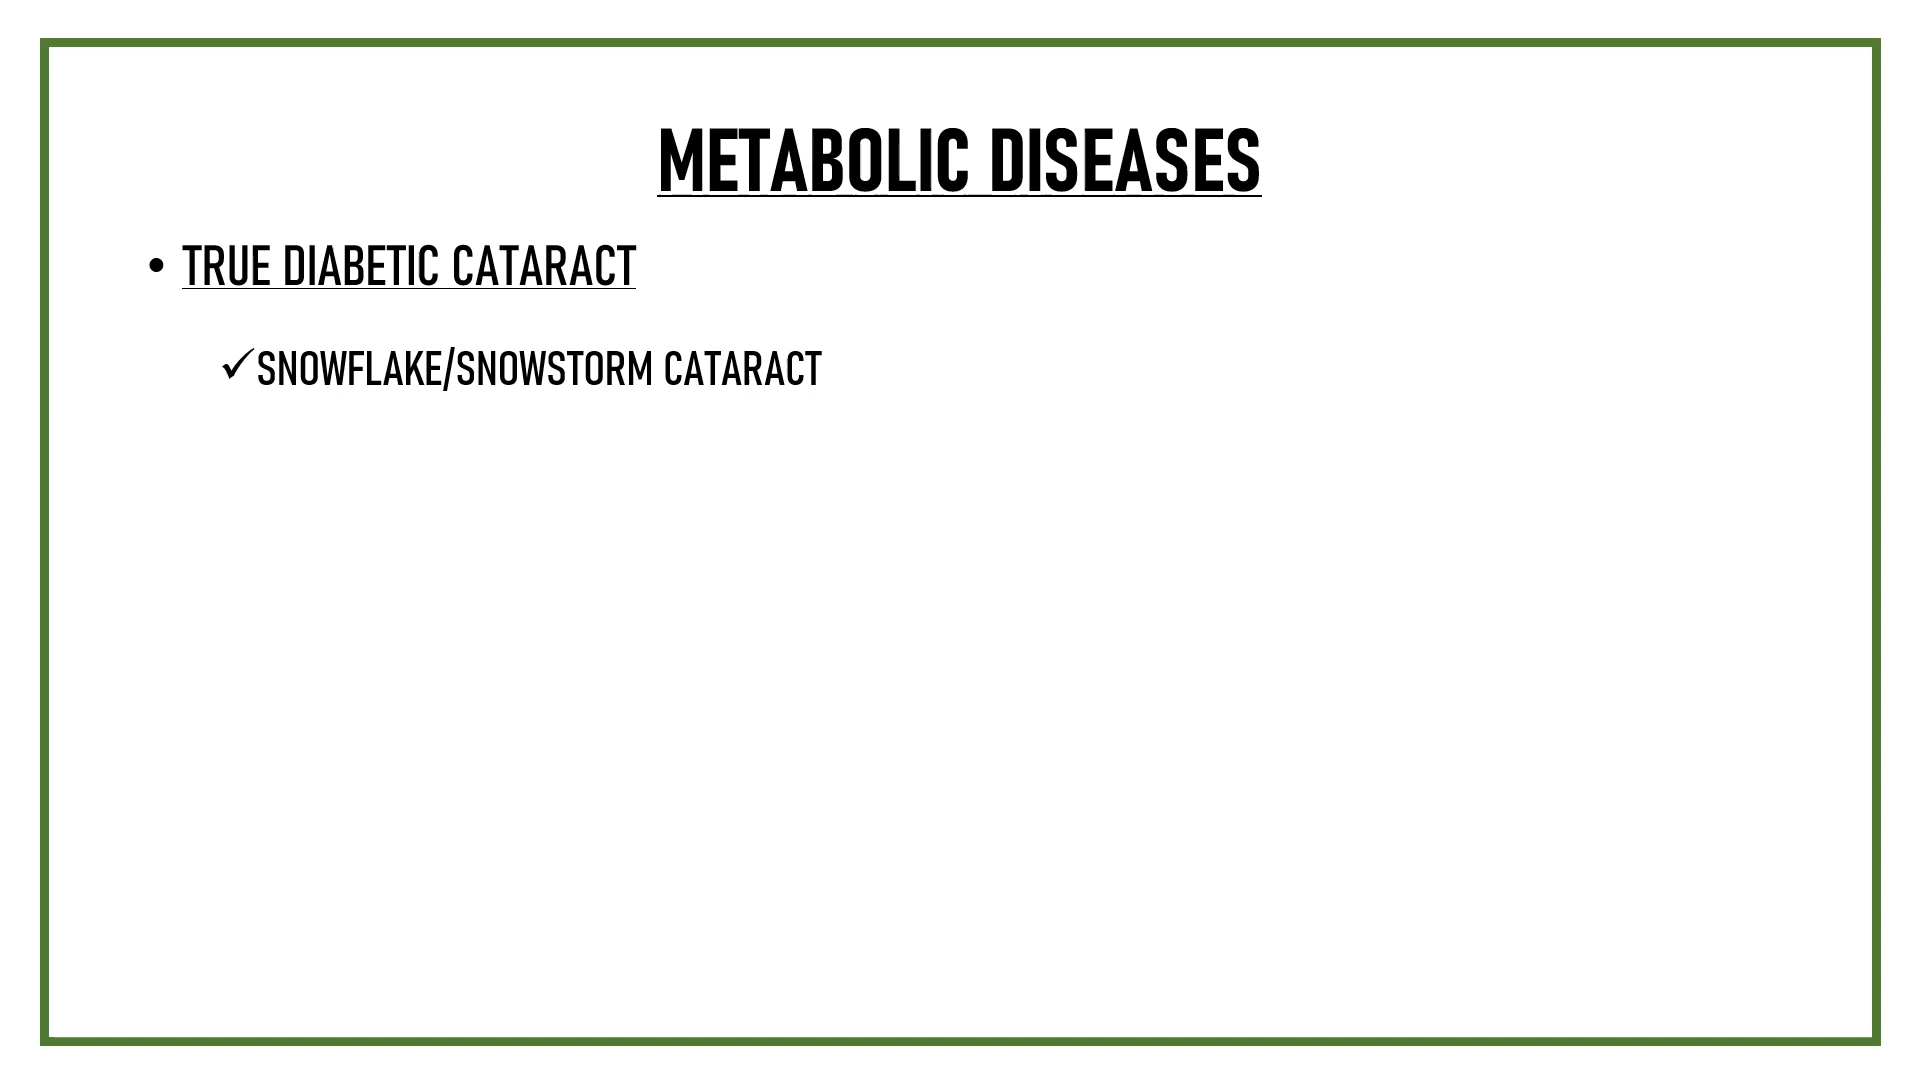 METABOLIC DISEASES
• TRUE DIABETIC CATARACT
✓SNOWFLAKE/SNOWSTORM CATARACT